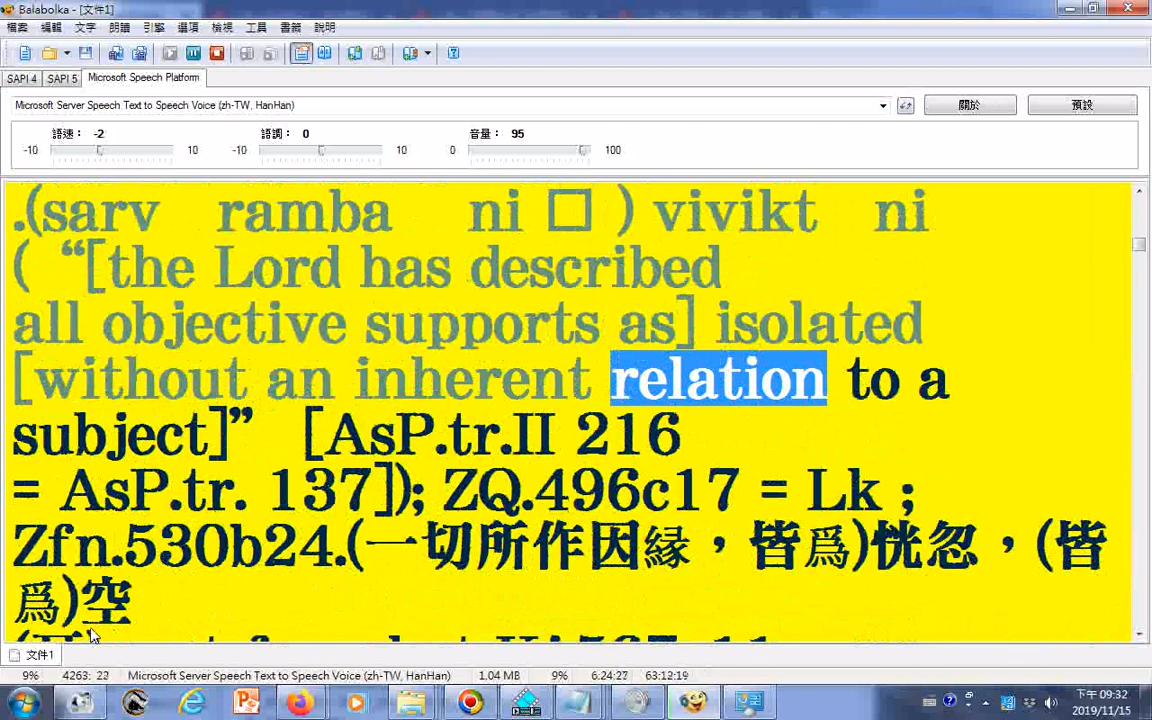 Balabolka - [文件1]
檔案 編輯 文字 朗讀 引擎 選項 檢視 工具 書籤 說明
SAPI 4 SAPI 5 Microsoft Speech Platform
Microsoft Server Speech Text to Speech Voice (zh-TW, HanHan)
關於 預設
語速： -2 語調： 0 音量： 95
-10 10 -10 10 0 100
.(sarv ramba ni □ ) vivikt ni
( “[the Lord has described
all objective supports as] isolated
[without an inherent relation to a
subject]” [AsP.tr.II 216
= AsP.tr. 137]); ZQ.496c17 = Lk ;
Zfn.530b24.(一切所作因縁，皆爲)恍忽，(皆
爲)空
文件1
9% 4263: 23 Microsoft Server Speech Text to Speech Voice (zh-TW, HanHan) 1.04 MB 9% 6:24:27 63:12:19
下午 09:32
2019/11/15